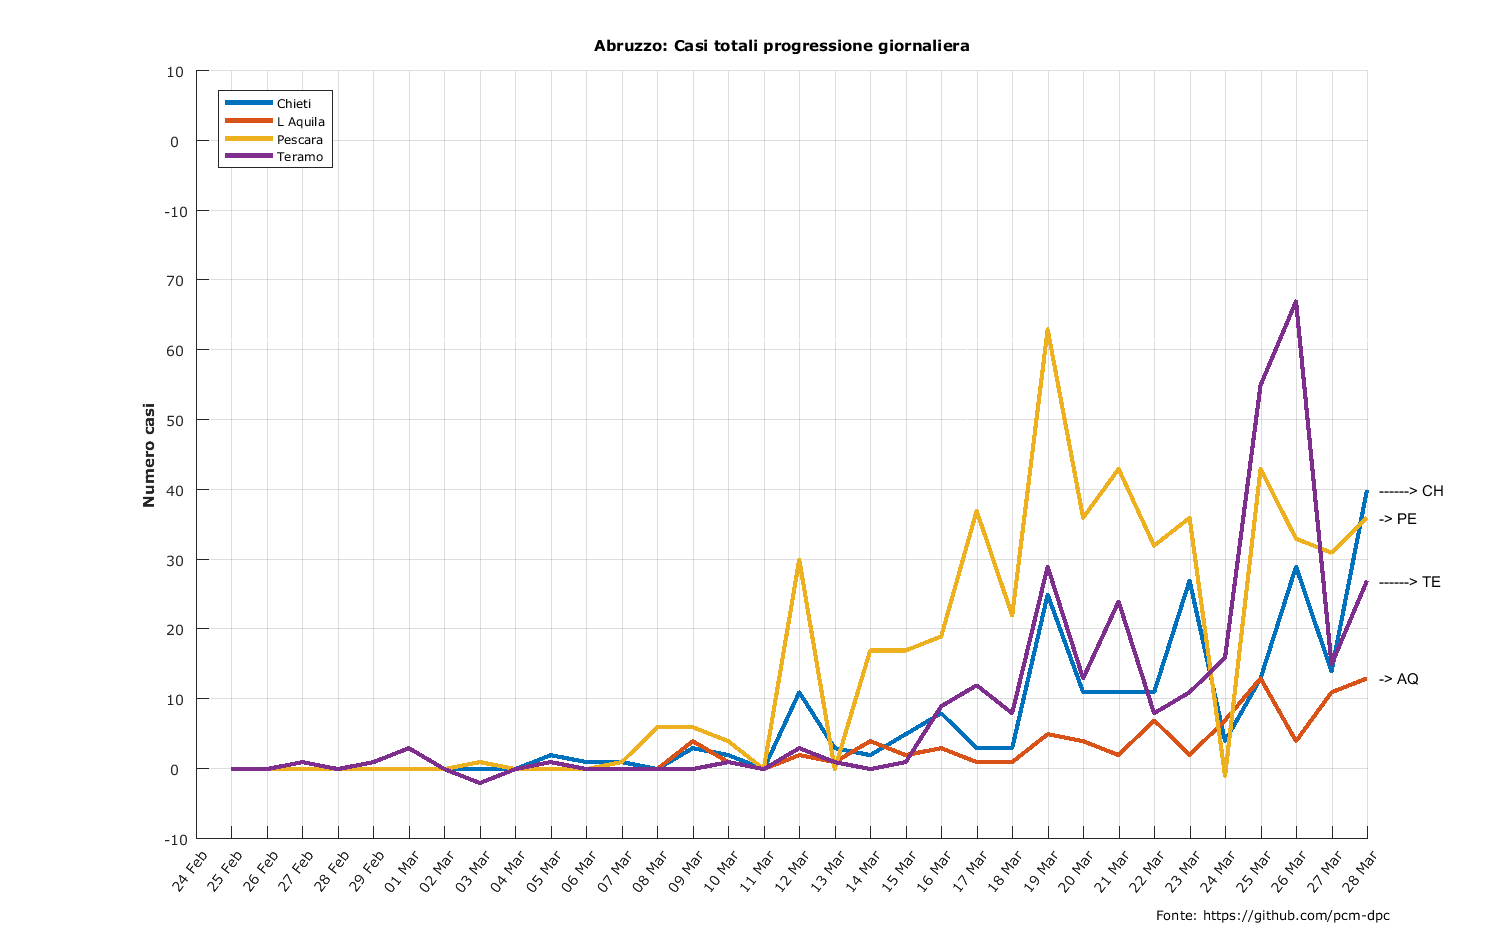 Abruzzo: Casi totali progressione giornaliera
10
0
-10
70
60
50
40
30
20
10
0
-10
Numero casi
Chieti
L Aquila
Pescara
Teramo
------> CH
-> PE
------> TE
-> AQ
24 Feb
25 Feb
26 Feb
27 Feb
28 Feb
29 Feb
01 Mar
02 Mar
03 Mar
04 Mar
05 Mar
06 Mar
07 Mar
08 Mar
09 Mar
10 Mar
11 Mar
12 Mar
13 Mar
14 Mar
15 Mar
16 Mar
17 Mar
18 Mar
19 Mar
20 Mar
21 Mar
22 Mar
23 Mar
24 Mar
25 Mar
26 Mar
27 Mar
28 Mar
Fonte: https://github.com/pcm-dpc